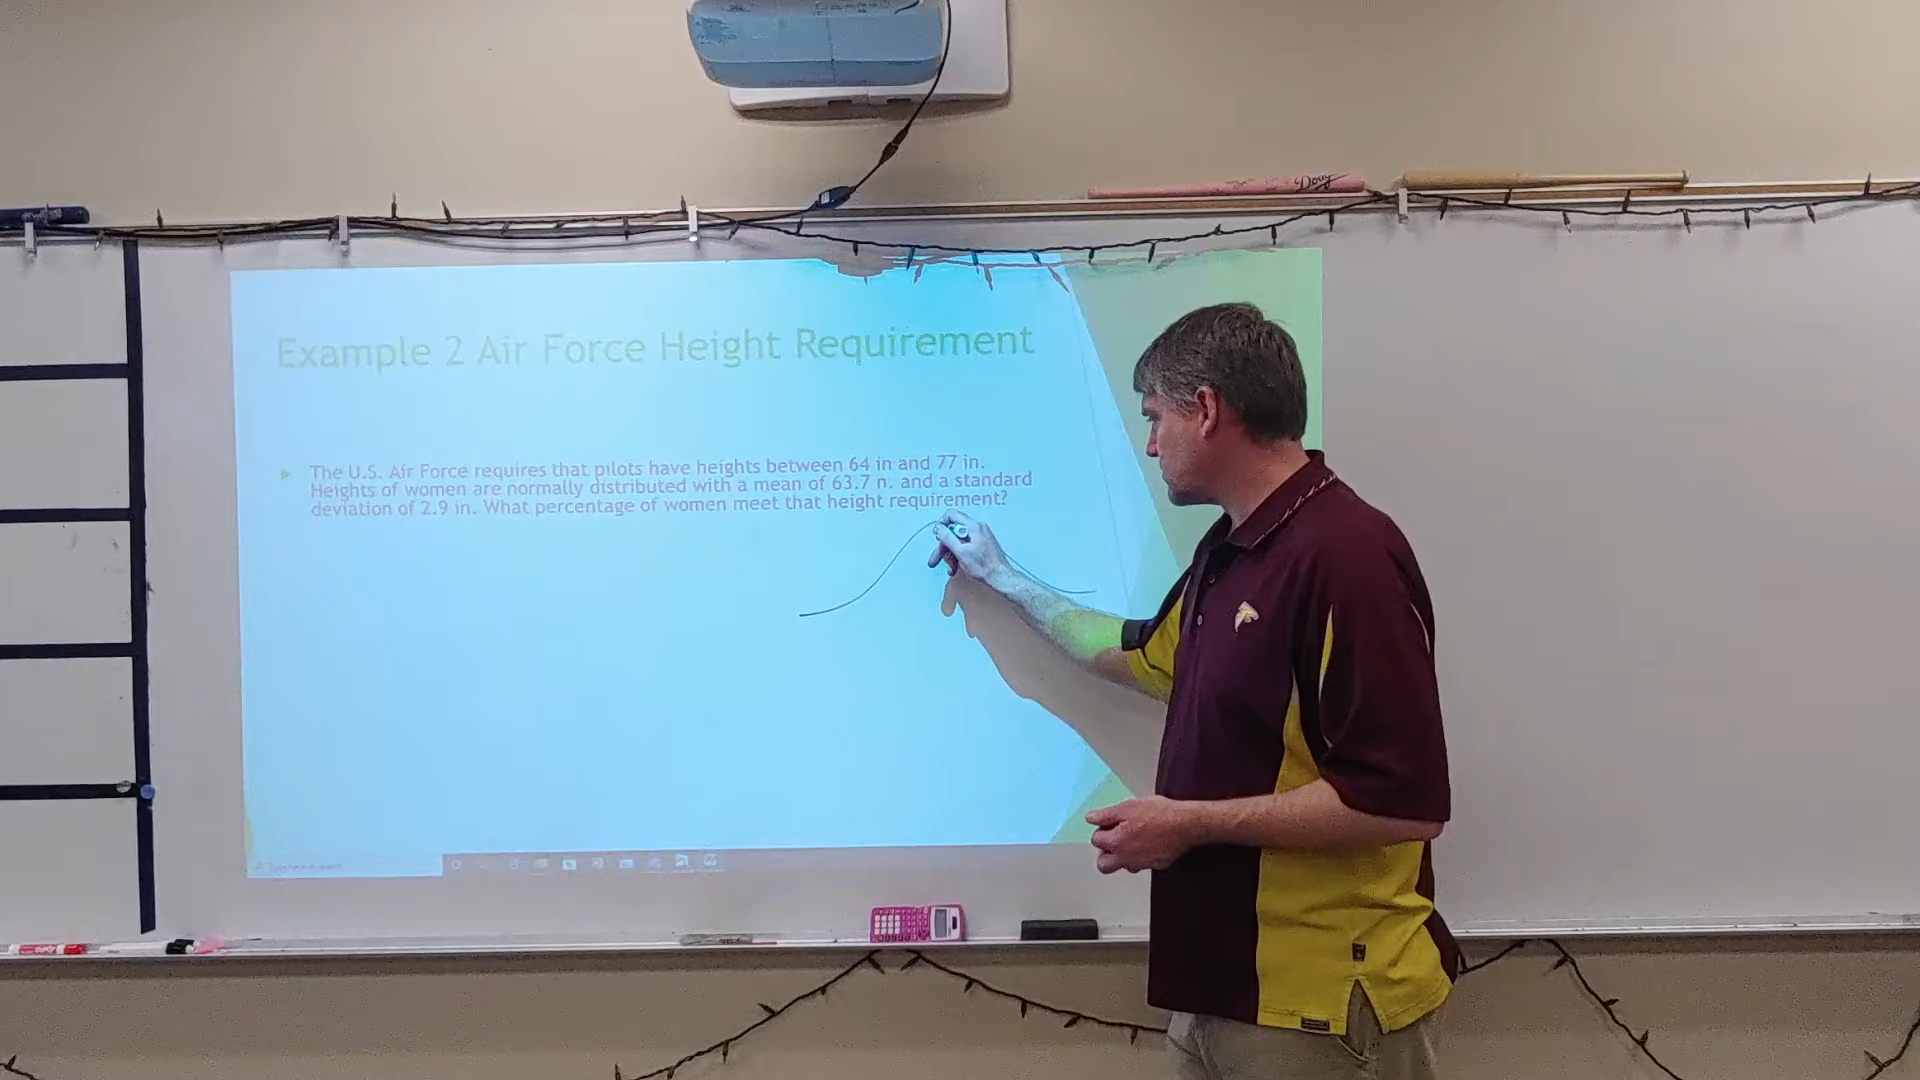 Doug
Example 2 Air Force Height Requirement
The U.S. Air Force requires that pilots have heights between 64 in and 77 in.
Heights of women are normally distributed with a mean of 63.7 n. and a standard
deviation of 2.9 in. What percentage of women meet that height requirement?